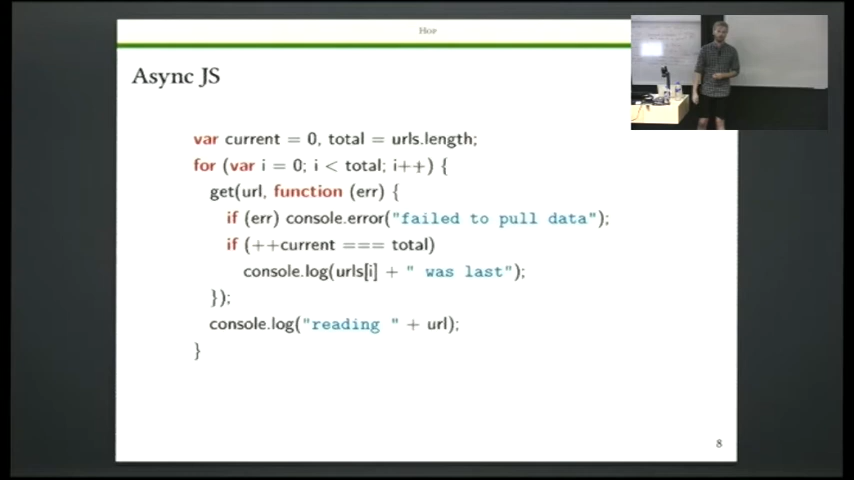 Hop
Async JS
var current = 0, total = urls.length;
for (var i = 0; i < total; i++) {
get(url, function (err) {
if (err) console.error("failed to pull data");
if (++current === total)
console.log(urls[i] + " was last");
});
console.log("reading " + url);
}
8